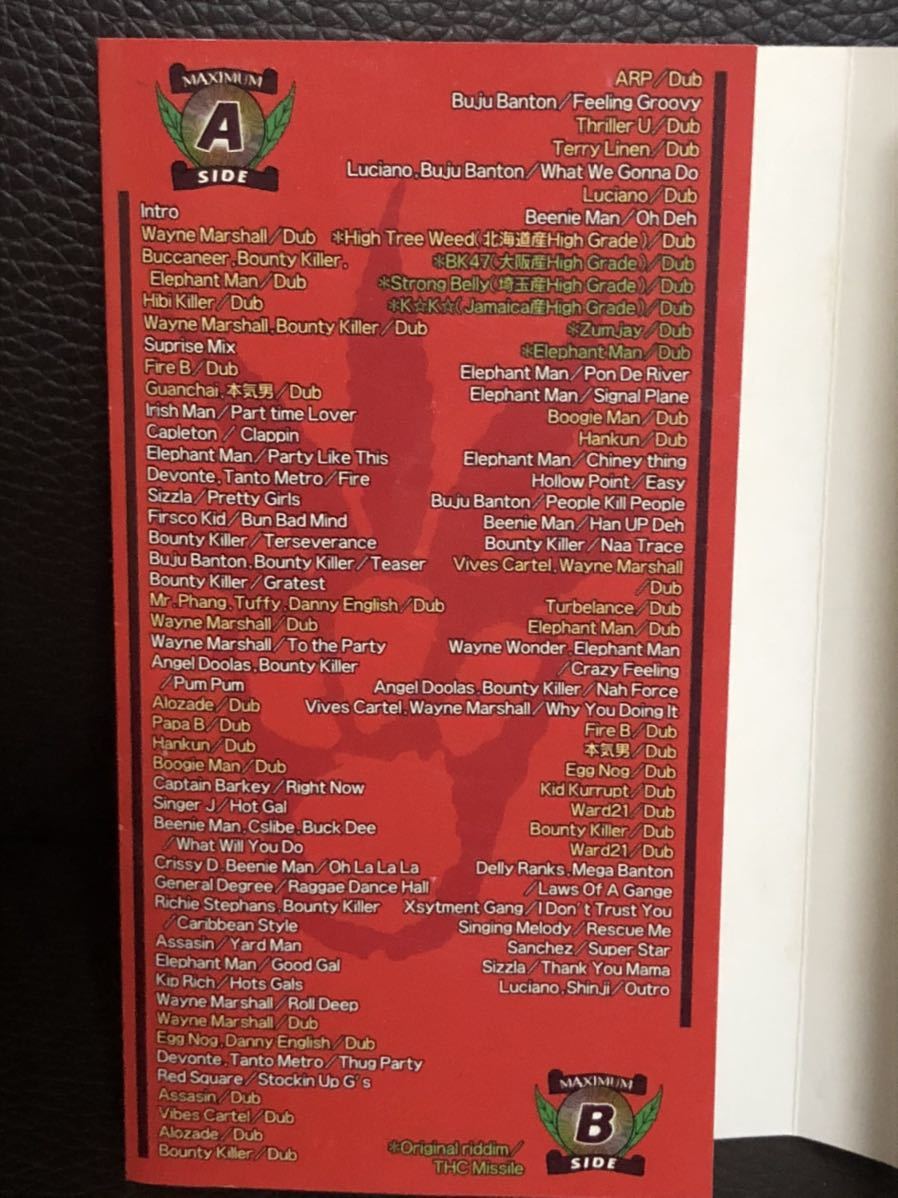 MAXIMUM
A
SIDE
Intro
Wayne Marshall／Dub
Buccaneer,Bounty Killer,
Elephant Man／Dub
Hibi Killer／Dub
Wayne Marshall,Bounty Killer／Dub
Suprise Mix
Fire B／Dub
Guanchai,本気男／Dub
Irish Man／Part time Lover
Capleton ／ Clappin
Elephant Man／Party Like This
Devonte,Tanto Metro／Fire
Sizzla／Pretty Girls
Firsco Kid／Bun Bad Mind
Bounty Killer／Terseverance
Buju Banton,Bounty Killer／Teaser
Bounty Killer／Gratest
Mr.Phang,Tuffy,Danny English／Dub
Wayne Marshall／Dub
Wayne Marshall／To the Party
Angel Doolas,Bounty Killer
／Pum Pum
Alozade／Dub
Papa B／Dub
Hankun／Dub
Boogie Man／Dub
Captain Barkey／Right Now
Singer J／Hot Gal
Beenie Man,Cslibe,Buck Dee
／What Will You Do
Crissy D,Beenie Man／Oh La La La
General Degree／Raggae Dance Hall
Richie Stephans,Bounty Killer
／Caribbean Style
Assasin／Yard Man
Elephant Man／Good Gal
Kip Rich／Hots Gals
Wayne Marshall／Roll Deep
Wayne Marshall／Dub
Egg Nog,Danny English／Dub
Devonte,Tanto Metro／Thug Party
Red Square／Stockin Up G's
Assasin／Dub
Vibes Cartel／Dub
Alozade／Dub
Bounty Killer／Dub
ARP／Dub
Buju Banton／Feeling Groovy
Thriller U／Dub
Terry Linen／Dub
Luciano,Buju Banton／What We Gonna Do
Luciano／Dub
Beenie Man／Oh Deh
＊High Tree Weed(北海道産High Grade)／Dub
＊BK47(大阪産High Grade)／Dub
＊Strong Belly(埼玉産High Grade)／Dub
＊K☆K☆(Jamaica産High Grade)／Dub
＊Zumjay／Dub
＊Elephant Man／Dub
Elephant Man／Pon De River
Elephant Man／Signal Plane
Boogie Man／Dub
Hankun／Dub
Elephant Man／Chiney thing
Hollow Point／Easy
Buju Banton／People Kill People
Beenie Man／Han UP Deh
Bounty Killer／Naa Trace
Vives Cartel,Wayne Marshall
／Dub
Turbelance／Dub
Elephant Man／Dub
Wayne Wonder,Elephant Man
／Crazy Feeling
Angel Doolas,Bounty Killer／Nah Force
Vives Cartel,Wayne Marshall／Why You Doing It
Fire B／Dub
本気男／Dub
Egg Nog／Dub
Kid Kurrupt／Dub
Ward21／Dub
Bounty Killer／Dub
Ward21／Dub
Delly Ranks,Mega Banton
／Laws Of A Gange
Xsytment Gang／I Don't Trust You
Singing Melody／Rescue Me
Sanchez／Super Star
Sizzla／Thank You Mama
Luciano,Shinji／Outro
＊Original riddim／
THC Missile
MAXIMUM
B
SIDE